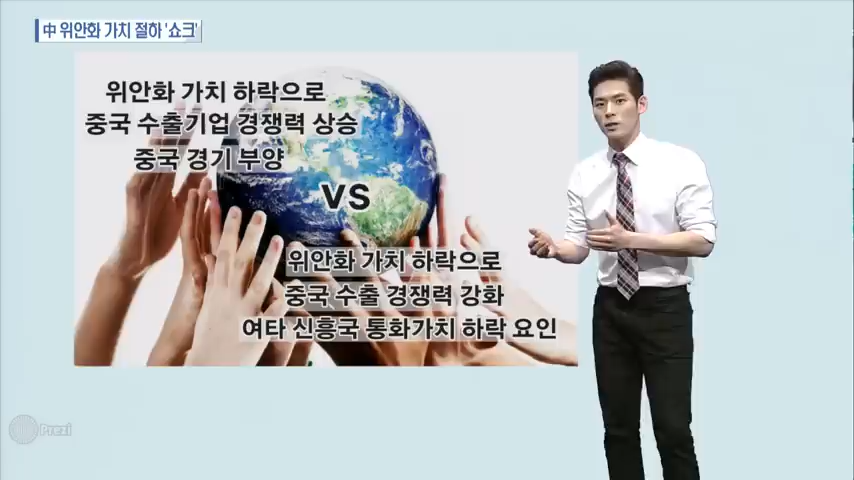 中 위안화 가치 절하 '쇼크'
위안화 가치 하락으로
중국 수출기업 경쟁력 상승
중국 경기 부양
VS
위안화 가치 하락으로
중국 수출 경쟁력 강화
여타 신흥국 통화가치 하락 요인
Prezi